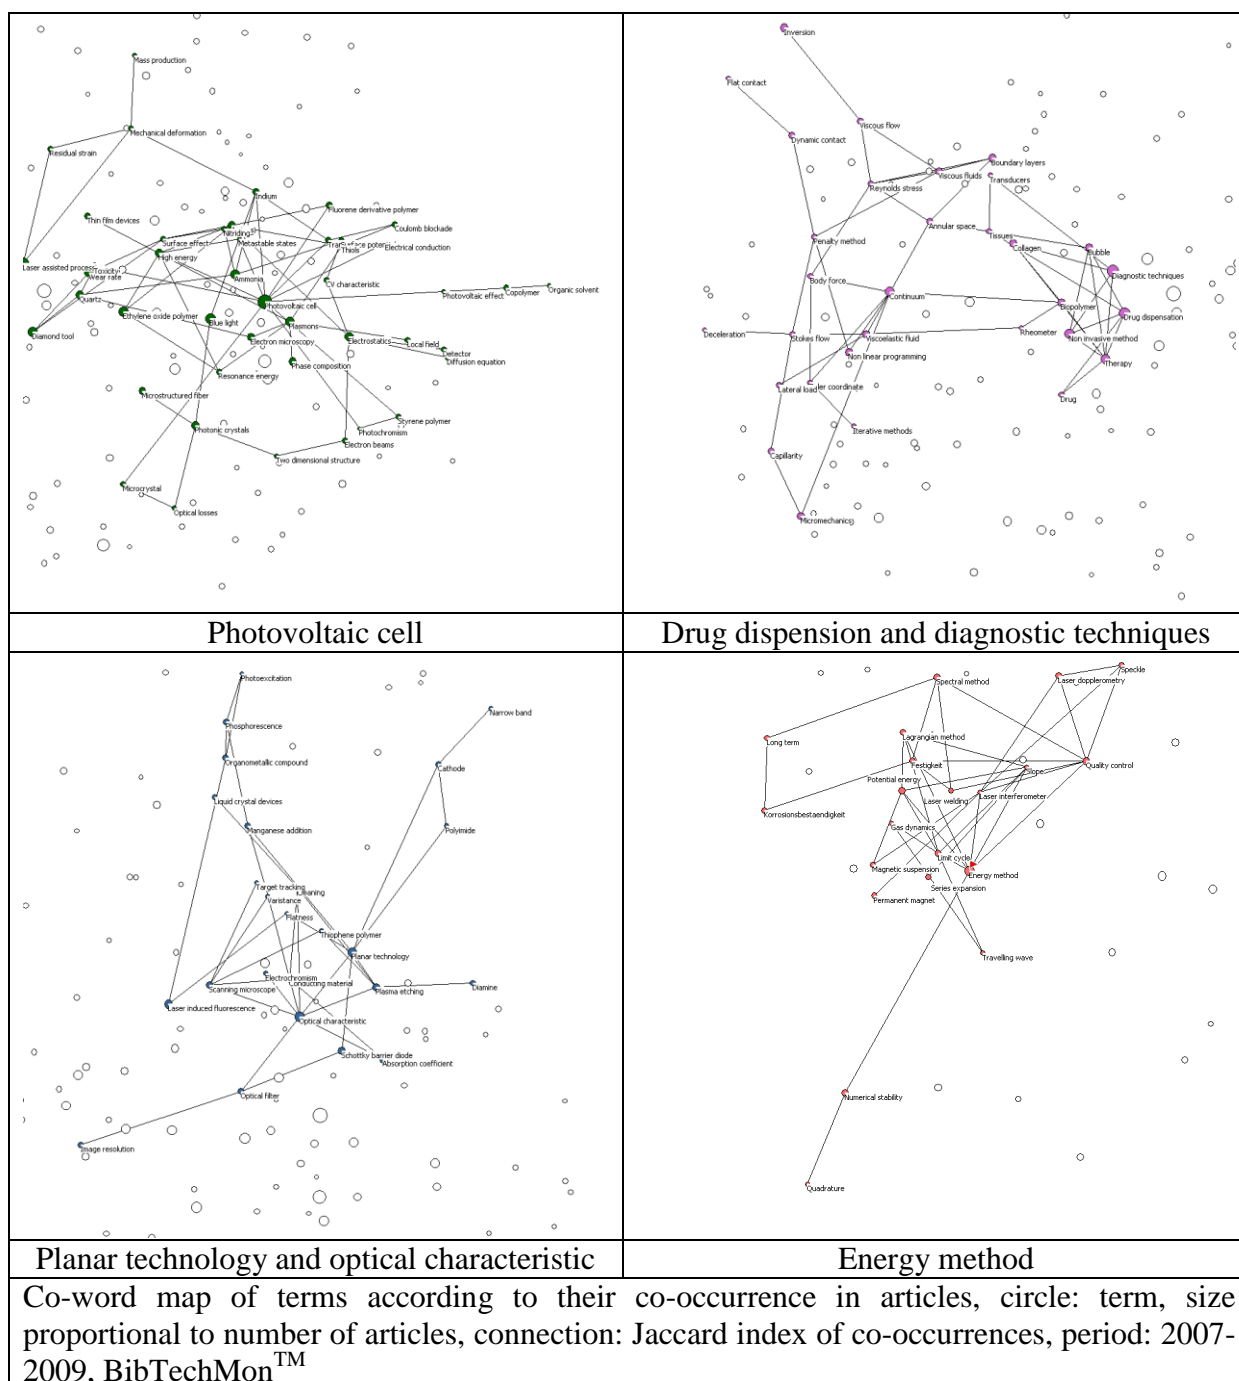 Mass production
Mechanical deformation
Residual strain
Indium
Thin film devices
Fluorene derivative polymer
Coulomb blockade
Nitriding
Surface effect
Metastable states
Electrical conduction
Thiols
High energy
Laser assisted process
Toxicity
Wear rate
Ammonia
CV characteristic
Quartz
Photovoltaic cell
Photovoltaic effect
Copolymer
Organic solvent
Ethylene oxide polymer
Blue light
Plasmons
Diamond tool
Electron microscopy
Electrostatics
Local field
Detector
Diffusion equation
Phase composition
Resonance energy
Microstructured fiber
Styrene polymer
Photonic crystals
Photochromism
Electron beams
Two dimensional structure
Microcrystal
Optical losses
Photovoltaic cell
Inversion
Flat contact
Viscous flow
Dynamic contact
Boundary layers
Viscous fluids
Transducers
Reynolds stress
Annular space
Tissues
Penalty method
Collagen
Bubble
Diagnostic techniques
Body force
Continuum
Biopolymer
Drug dispensation
Deceleration
Stokes flow
Viscoelastic fluid
Rheometer
Non invasive method
Non linear programming
Therapy
Lateral load
ler coordinate
Drug
Iterative methods
Capillarity
Micromechanics
Drug dispension and diagnostic techniques
Photoexcitation
Narrow band
Phosphorescence
Organometallic compound
Cathode
Liquid crystal devices
Manganese addition
Polyimide
Target tracking
Cleaning
Varistance
Flatness
Thiophene polymer
Planar technology
Electrochromism
Conducting material
Scanning microscope
Plasma etching
Diamine
Laser induced fluorescence
Optical characteristic
Schottky barrier diode
Absorption coefficient
Optical filter
Image resolution
Planar technology and optical characteristic
Speckle
Spectral method
Laser dopplerometry
Long term
Lagrangian method
Festigkeit
Slope
Quality control
Potential energy
Laser welding
Laser interferometer
Korrosionsbestaendigkeit
Gas dynamics
Limit cycle
Magnetic suspension
Energy method
Series expansion
Permanent magnet
Travelling wave
Numerical stability
Quadrature
Energy method
Co-word map of terms according to their co-occurrence in articles, circle: term, size
proportional to number of articles, connection: Jaccard index of co-occurrences, period: 2007-
2009, BibTechMon™